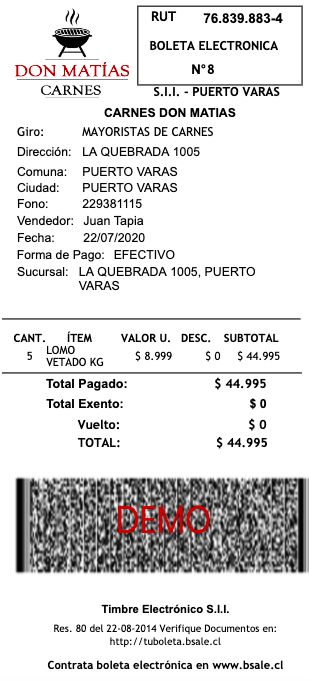 DON MATÍAS
CARNES
RUT 76.839.883-4
BOLETA ELECTRONICA
N°8
S.I.I. - PUERTO VARAS
CARNES DON MATIAS
Giro: MAYORISTAS DE CARNES
Dirección: LA QUEBRADA 1005
Comuna: PUERTO VARAS
Ciudad: PUERTO VARAS
Fono: 229381115
Vendedor: Juan Tapia
Fecha: 22/07/2020
Forma de Pago: EFECTIVO
Sucursal: LA QUEBRADA 1005, PUERTO
VARAS
CANT. ÍTEM VALOR U. DESC. SUBTOTAL
5 LOMO VETADO KG $ 8.999 $ 0 $ 44.995
Total Pagado: $ 44.995
Total Exento: $ 0
Vuelto: $ 0
TOTAL: $ 44.995
DEMO
Timbre Electrónico S.I.I.
Res. 80 del 22-08-2014 Verifique Documentos en:
http://tuboleta.bsale.cl
Contrata boleta electrónica en www.bsale.cl